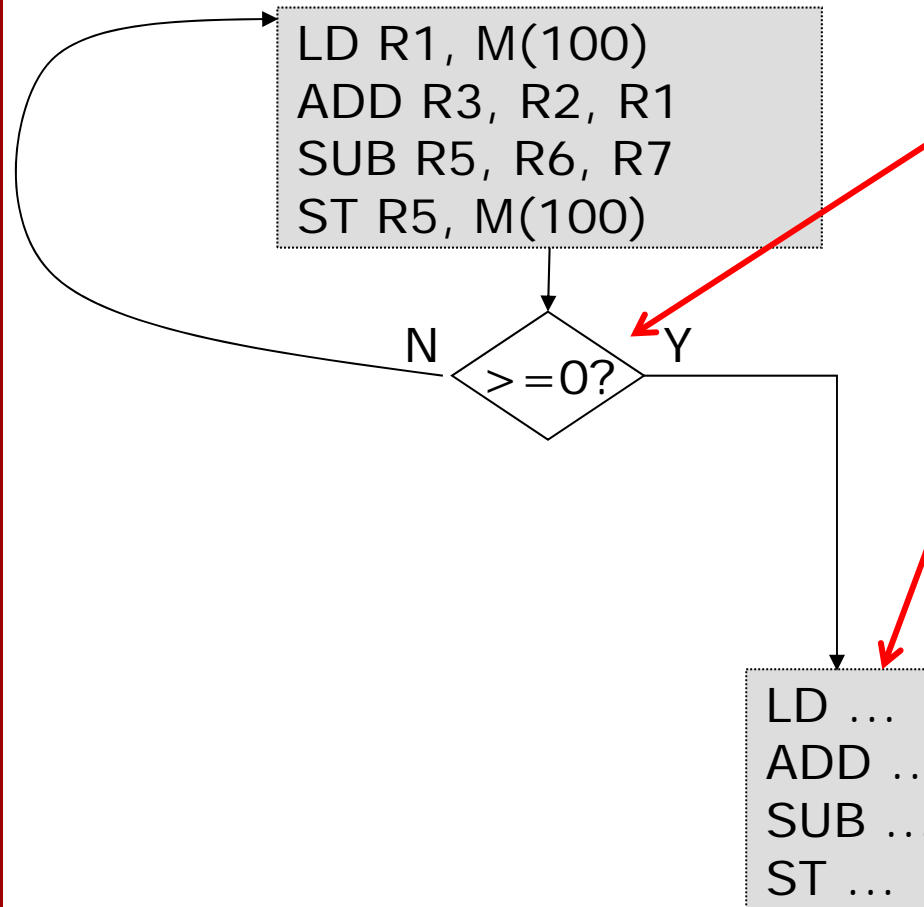 LD R1, M(100)
ADD R3, R2, R1
SUB R5, R6, R7
ST R5, M(100)
N
>=0?
Y
LD ...
ADD ...
SUB ...
ST ...